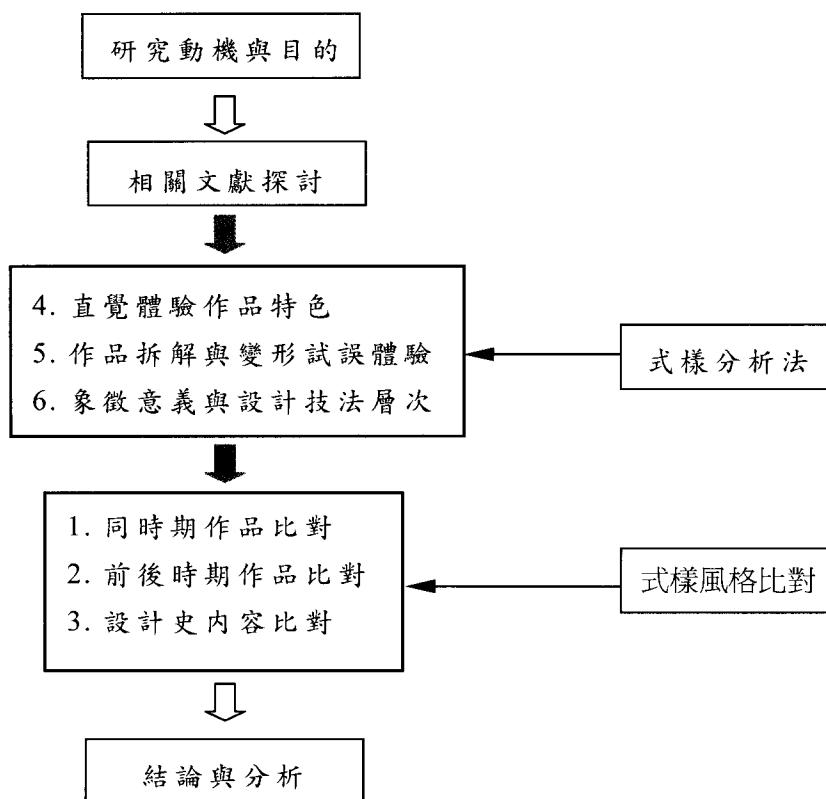 研究動機與目的
相關文獻探討
4. 直覺體驗作品特色
5. 作品拆解與變形試誤體驗
6. 象徵意義與設計技法層次
式樣分析法
1. 同時期作品比對
2. 前後時期作品比對
3. 設計史內容比對
式樣風格比對
結論與分析